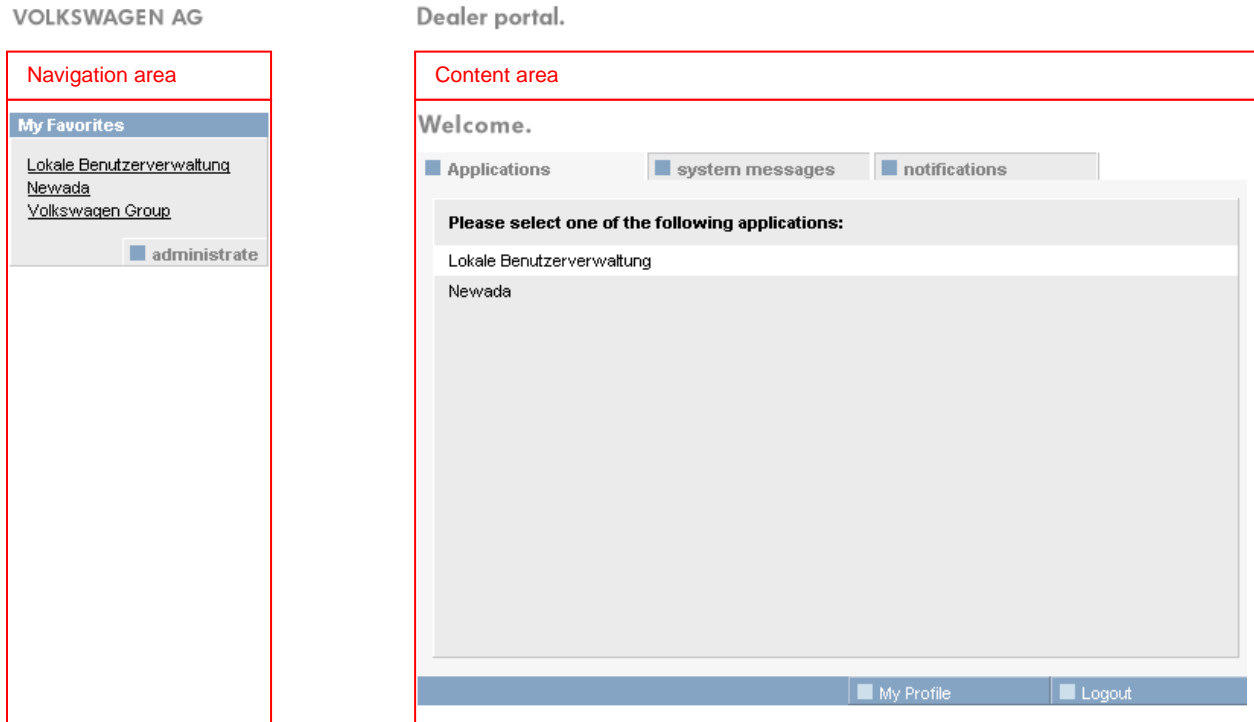 VOLKSWAGEN AG
Dealer portal.
Navigation area
My Favorites
Lokale Benutzerverwaltung
Newada
Volkswagen Group
administrate
Content area
Welcome.
Applications
system messages
notifications
Please select one of the following applications:
Lokale Benutzerverwaltung
Newada
My Profile
Logout